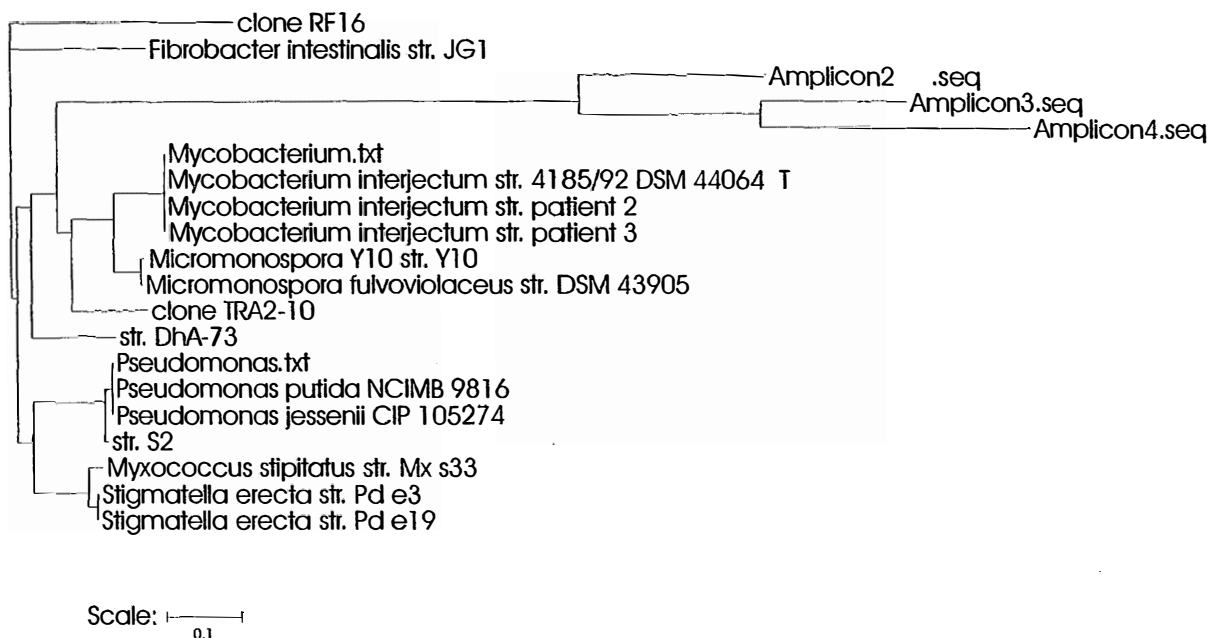 clone RF16
Fibrobacter intestinalis str. JG1
Amplicon2 .seq
Amplicon3.seq
Amplicon4.seq
Mycobacterium.txt
Mycobacterium interjectum str. 4185/92 DSM 44064 T
Mycobacterium interjectum str. patient 2
Mycobacterium interjectum str. patient 3
Micromonospora Y10 str. Y10
Micromonospora fulvoviolaceus str. DSM 43905
clone TRA2-10
str. DhA-73
Pseudomonas.txt
Pseudomonas putida NCIMB 9816
Pseudomonas jessenii CIP 105274
str. S2
Myxococcus stipitatus str. Mx s33
Stigmatella erecta str. Pd e3
Stigmatella erecta str. Pd e19
Scale:
0.1